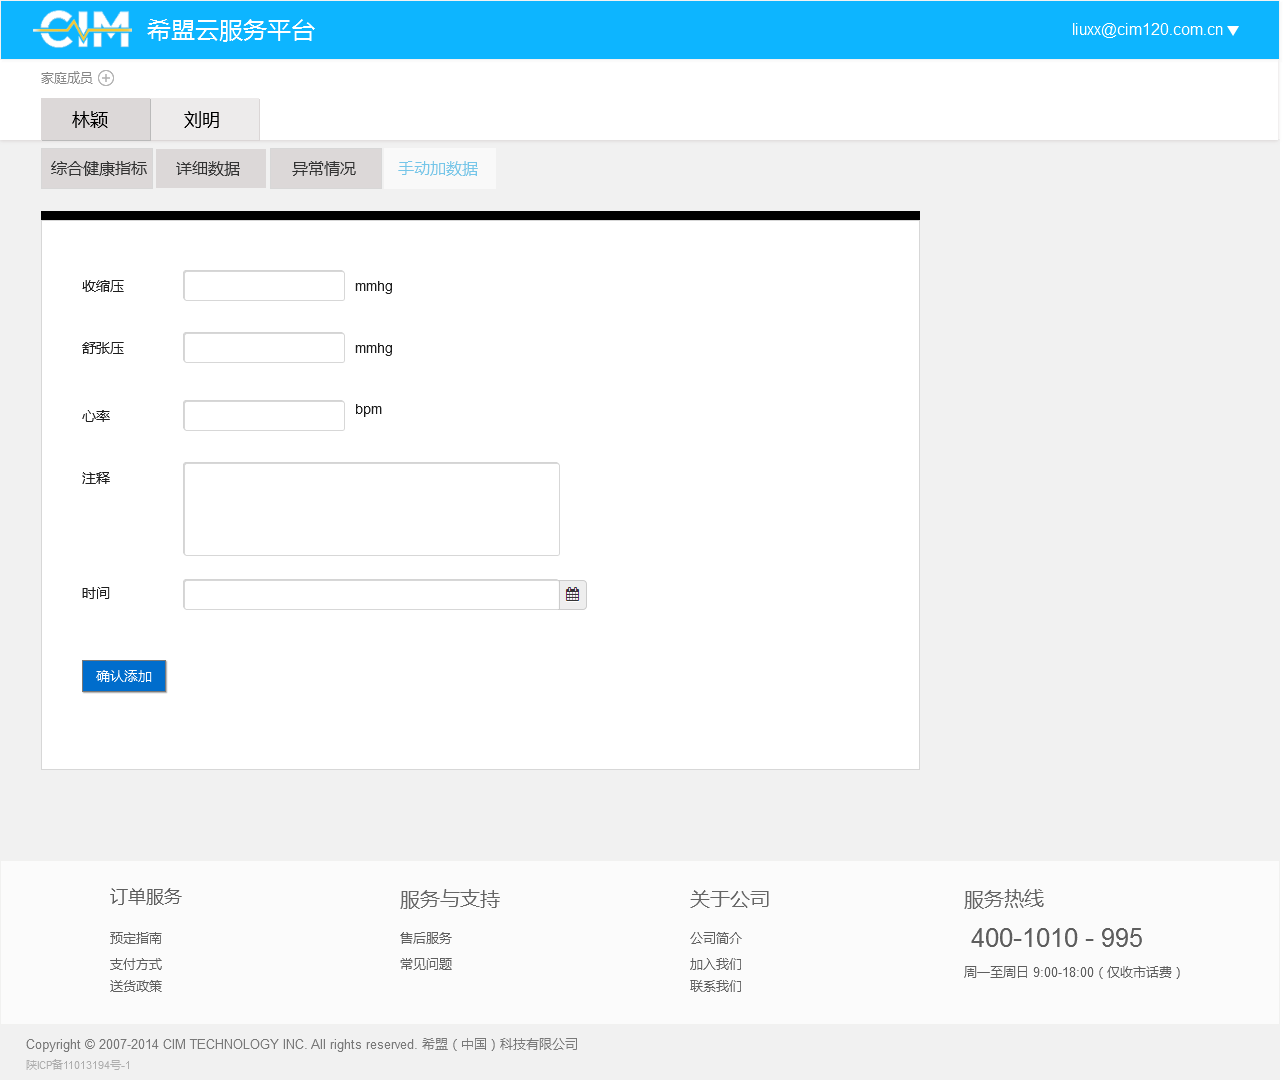 CIM 希盟云服务平台
liuxx@cim120.com.cn
家庭成员
林颖 刘明
综合健康指标 详细数据 异常情况 手动加数据
收缩压 mmhg
舒张压 mmhg
心率 bpm
注释
时间
确认添加
订单服务 服务与支持 关于公司 服务热线
预定指南 售后服务 公司简介 400-1010 - 995
支付方式 常见问题 加入我们 周一至周日 9:00-18:00（仅收市话费）
送货政策 联系我们
Copyright © 2007-2014 CIM TECHNOLOGY INC. All rights reserved. 希盟（中国）科技有限公司
陕ICP备11013194号-1